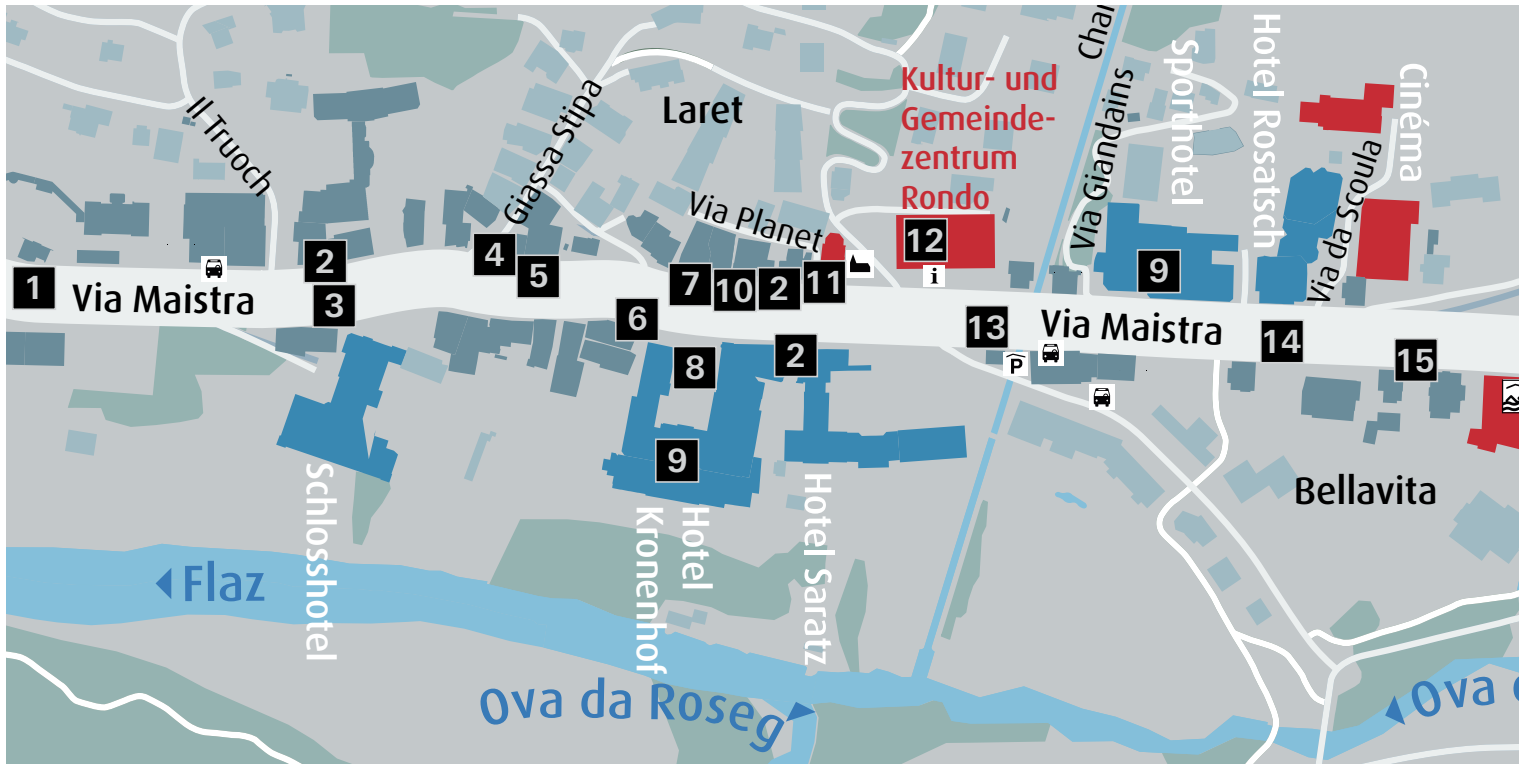 Il Truoch
Giassa Stipa
Laret
Via Planet
Kultur- und
Gemeinde-
zentrum
Rondo
Via Giandains
Sporthotel
Hotel Rosatsch
Via da Scoula
Cinéma
1
Via Maistra
2
3
4
5
6
7
10
2
11
12
i
8
9
2
13
P
Via Maistra
9
14
15
Bellavita
Schlosshotel
Hotel
Kronenhof
Hotel Saratz
Flaz
Ova da Roseg
Ova